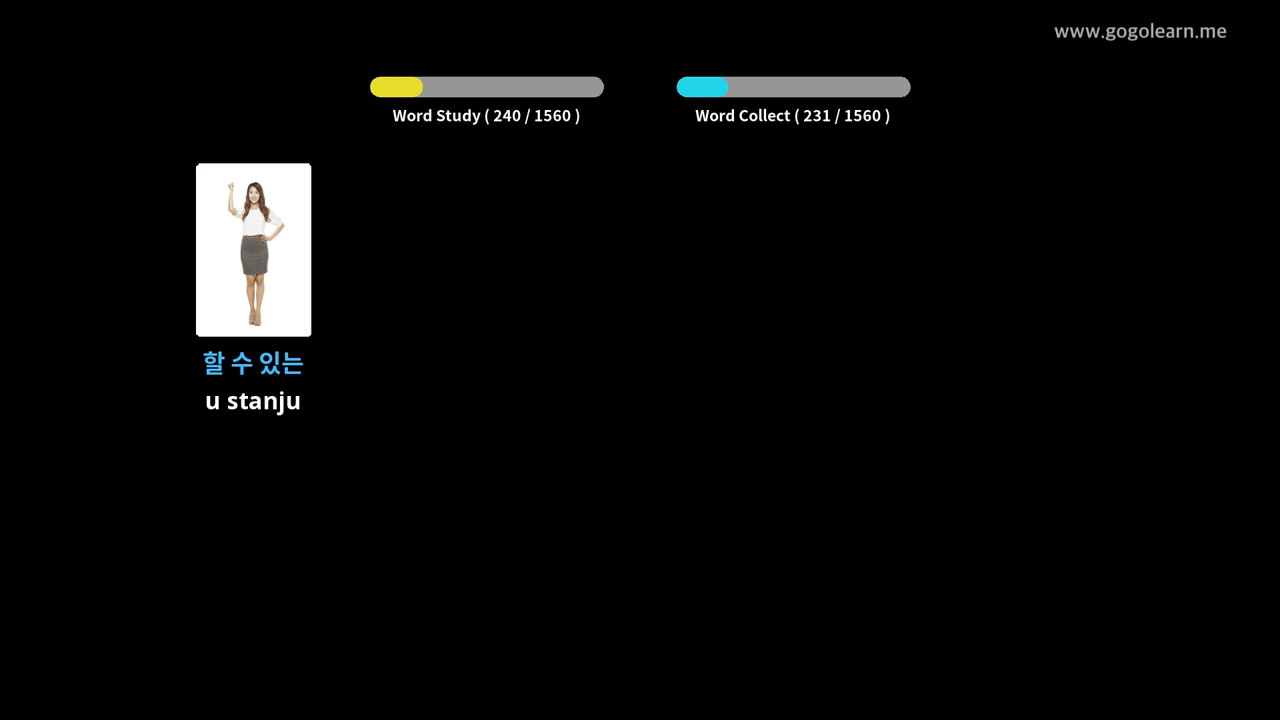 www.gogolearn.me
Word Study ( 240 / 1560 )
Word Collect ( 231 / 1560 )
할 수 있는
u stanju